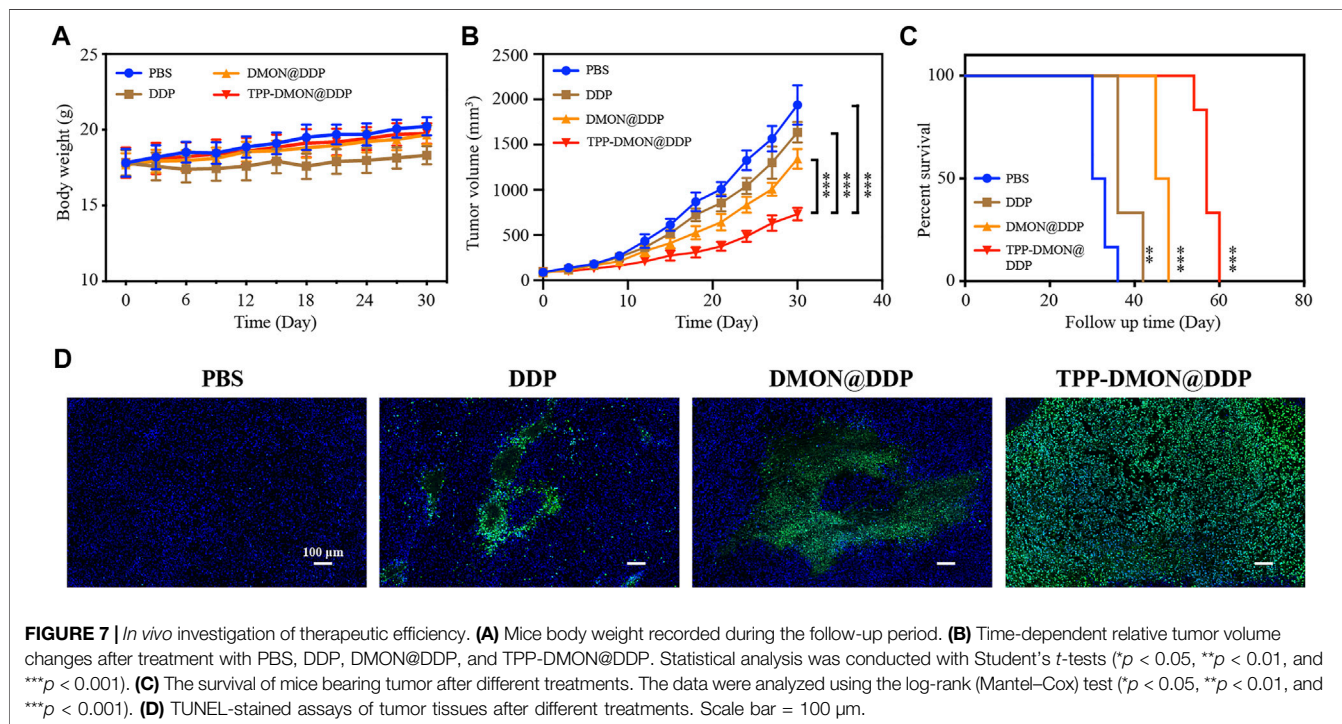 A
25
20
15
10
Body weight (g)
PBS
DDP
DMON@DDP
TPP-DMON@DDP
0 6 12 18 24 30
Time (Day)
B
2500
2000
1500
1000
500
0
Tumor volume (mm³)
PBS
DDP
DMON@DDP
TPP-DMON@DDP
*** *** ***
0 10 20 30 40
Time (Day)
C
100
50
0
Percent survival
PBS
DDP
DMON@DDP
TPP-DMON@
DDP
** *** ***
0 20 40 60 80
Follow up time (Day)
D
PBS DDP DMON@DDP TPP-DMON@DDP
100 µm
FIGURE 7 | In vivo investigation of therapeutic efficiency. (A) Mice body weight recorded during the follow-up period. (B) Time-dependent relative tumor volume
changes after treatment with PBS, DDP, DMON@DDP, and TPP-DMON@DDP. Statistical analysis was conducted with Student's t-tests (*p < 0.05, **p < 0.01, and
***p < 0.001). (C) The survival of mice bearing tumor after different treatments. The data were analyzed using the log-rank (Mantel–Cox) test (*p < 0.05, **p < 0.01, and
***p < 0.001). (D) TUNEL-stained assays of tumor tissues after different treatments. Scale bar = 100 µm.